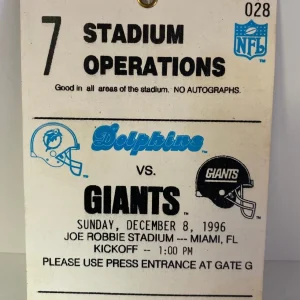 028
7 STADIUM
OPERATIONS
NFL
Good in all areas of the stadium. NO AUTOGRAPHS.
Dolphins
VS.
GIANTS
GIANTS
SUNDAY, DECEMBER 8, 1996
JOE ROBBIE STADIUM -- MIAMI, FL
KICKOFF -- 1:00 PM
PLEASE USE PRESS ENTRANCE AT GATE G